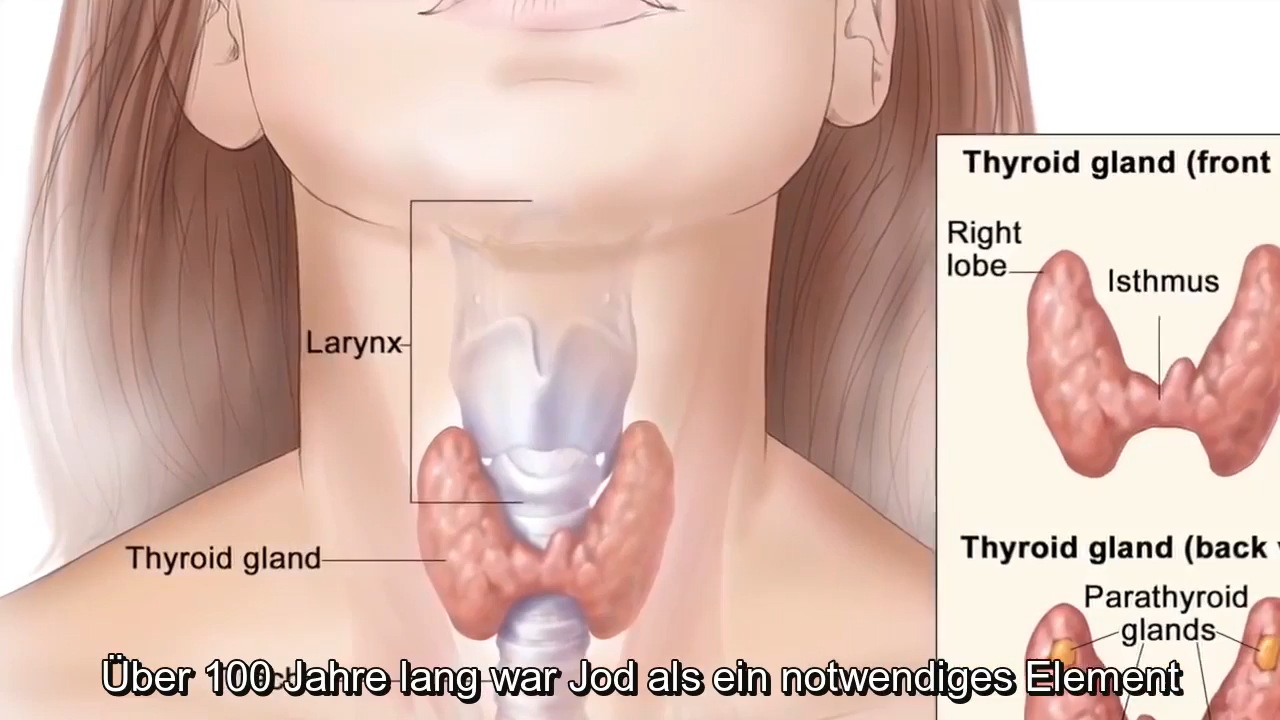 Thyroid gland (front
Right
lobe
Isthmus
Larynx
Thyroid gland (back
Thyroid gland
Parathyroid
glands
Über 100 Jahre lang war Jod als ein notwendiges Element